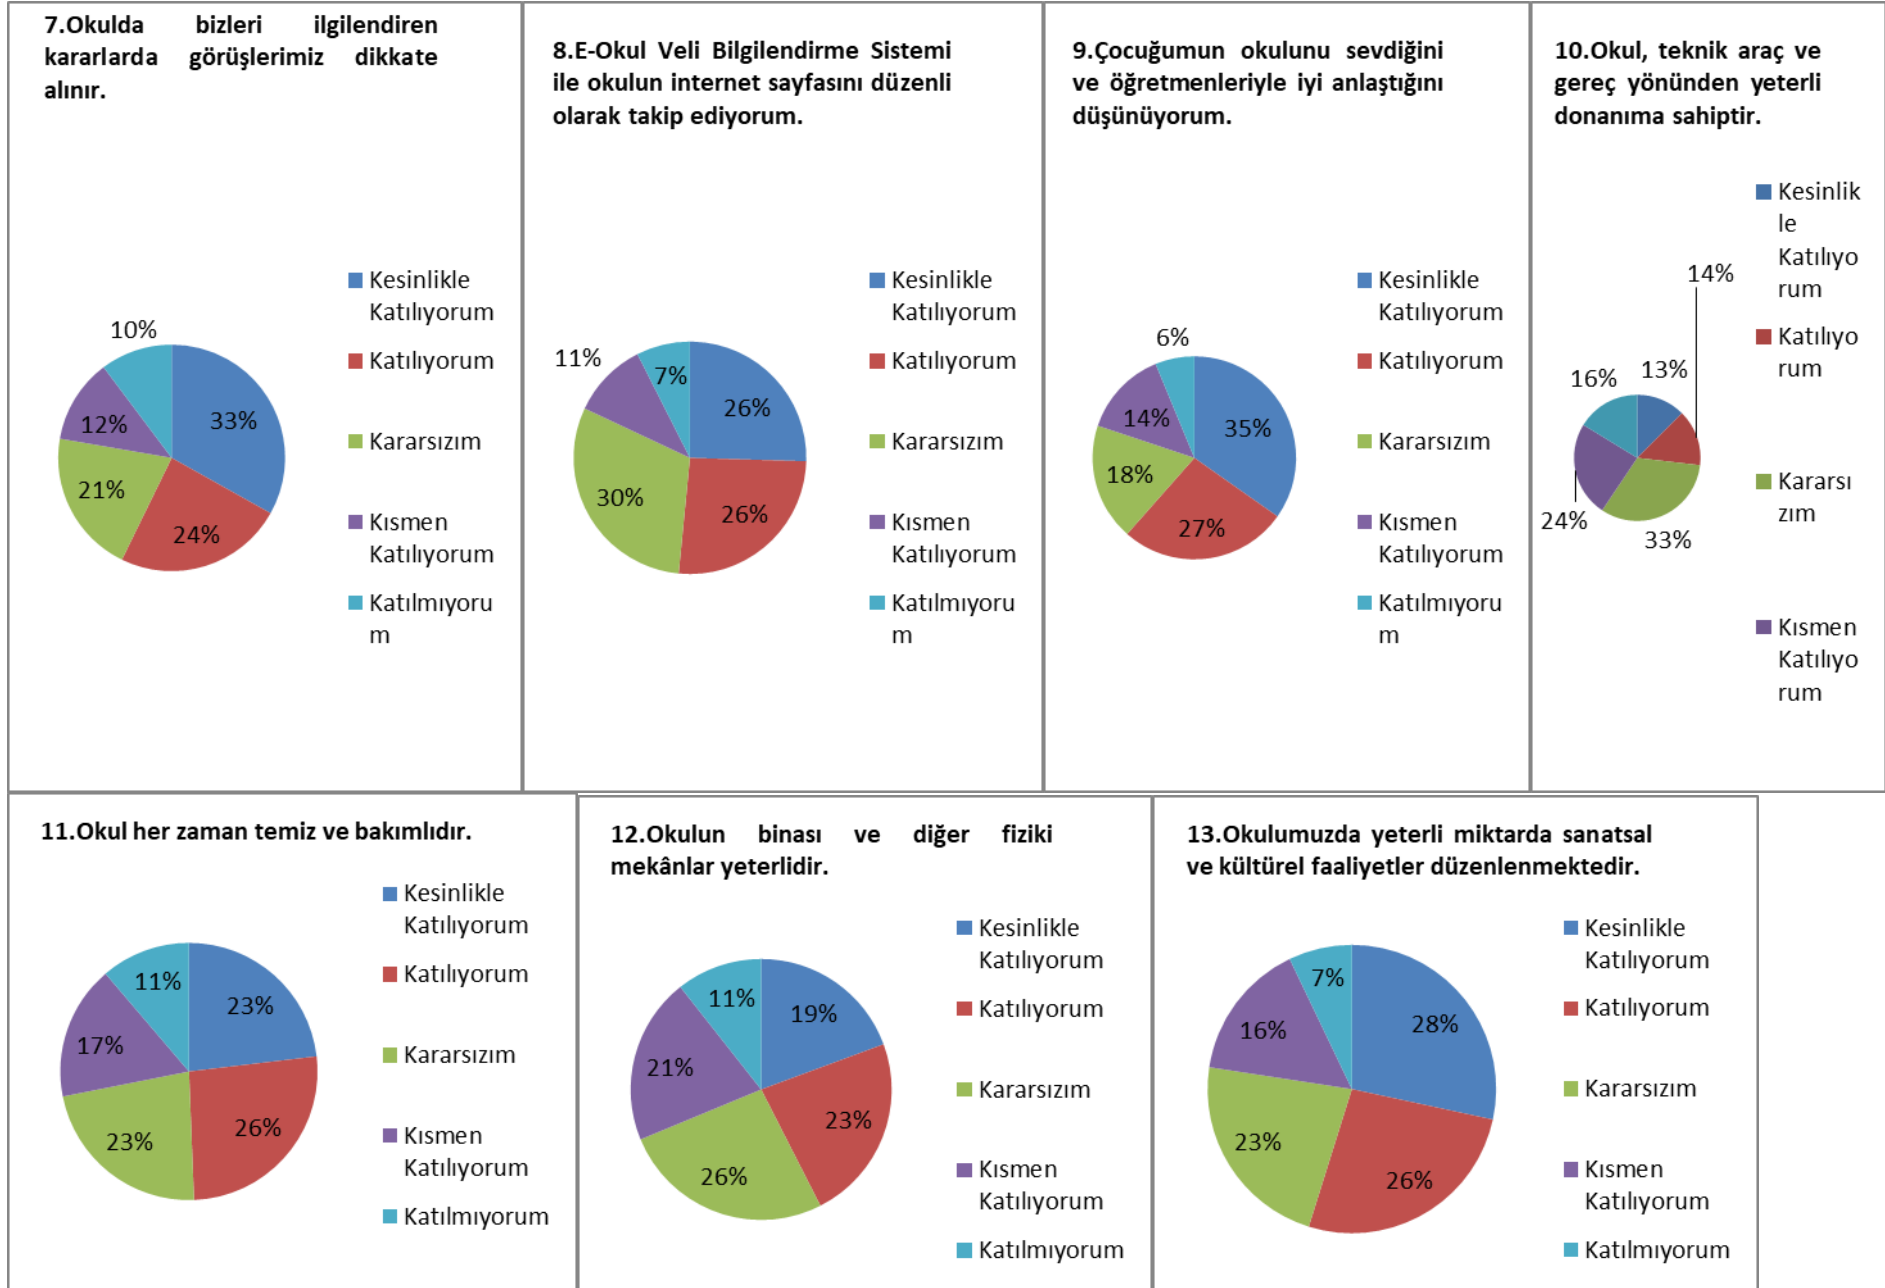 7.Okulda bizleri ilgilendiren
kararlarda görüşlerimiz dikkate
alınır.
10%
33%
12%
21%
24%
Kesinlikle
Katılıyorum
Katılıyorum
Kararsızım
Kısmen
Katılıyorum
Katılmıyoru
m
8.E-Okul Veli Bilgilendirme Sistemi
ile okulun internet sayfasını düzenli
olarak takip ediyorum.
11%
7%
26%
30%
26%
Kesinlikle
Katılıyorum
Katılıyorum
Kararsızım
Kısmen
Katılıyorum
Katılmıyoru
m
9.Çocuğumun okulunu sevdiğini
ve öğretmenleriyle iyi anlaştığını
düşünüyorum.
6%
14%
35%
18%
27%
Kesinlikle
Katılıyorum
Katılıyorum
Kararsızım
Kısmen
Katılıyorum
Katılmıyoru
m
10.Okul, teknik araç ve
gereç yönünden yeterli
donanıma sahiptir.
14%
16%
13%
24%
33%
Kesinlik
le
Katılıyo
rum
Katılıyo
rum
Kararsı
zım
Kısmen
Katılıyo
rum
11.Okul her zaman temiz ve bakımlıdır.
11%
23%
17%
23%
26%
Kesinlikle
Katılıyorum
Katılıyorum
Kararsızım
Kısmen
Katılıyorum
Katılmıyorum
12.Okulun binası ve diğer fiziki
mekânlar yeterlidir.
11%
19%
21%
23%
26%
Kesinlikle
Katılıyorum
Katılıyorum
Kararsızım
Kısmen
Katılıyorum
Katılmıyorum
13.Okulumuzda yeterli miktarda sanatsal
ve kültürel faaliyetler düzenlenmektedir.
7%
28%
16%
23%
26%
Kesinlikle
Katılıyorum
Katılıyorum
Kararsızım
Kısmen
Katılıyorum
Katılmıyorum